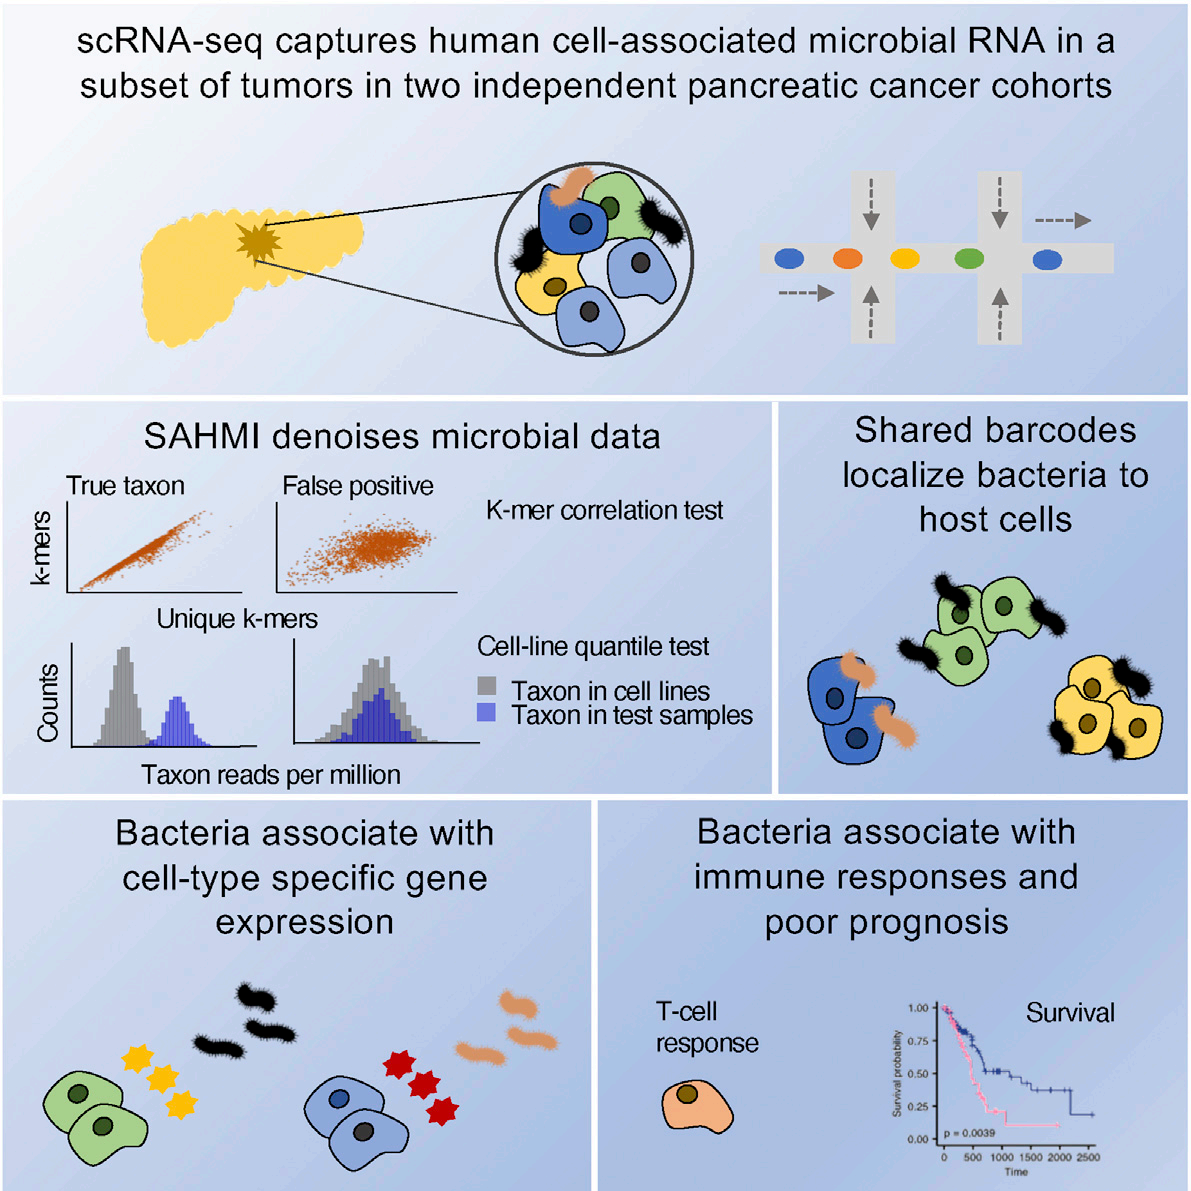 scRNA-seq captures human cell-associated microbial RNA in a
subset of tumors in two independent pancreatic cancer cohorts
SAHMI denoises microbial data
True taxon
False positive
K-mer correlation test
k-mers
Unique k-mers
Cell-line quantile test
Taxon in cell lines
Taxon in test samples
Counts
Taxon reads per million
Shared barcodes
localize bacteria to
host cells
Bacteria associate with
cell-type specific gene
expression
Bacteria associate with
immune responses and
poor prognosis
T-cell
response
Survival
Survival probability
1.00
0.75
0.50
0.25
0.00
p = 0.0039
0 500 1000 1500 2000 2500
Time